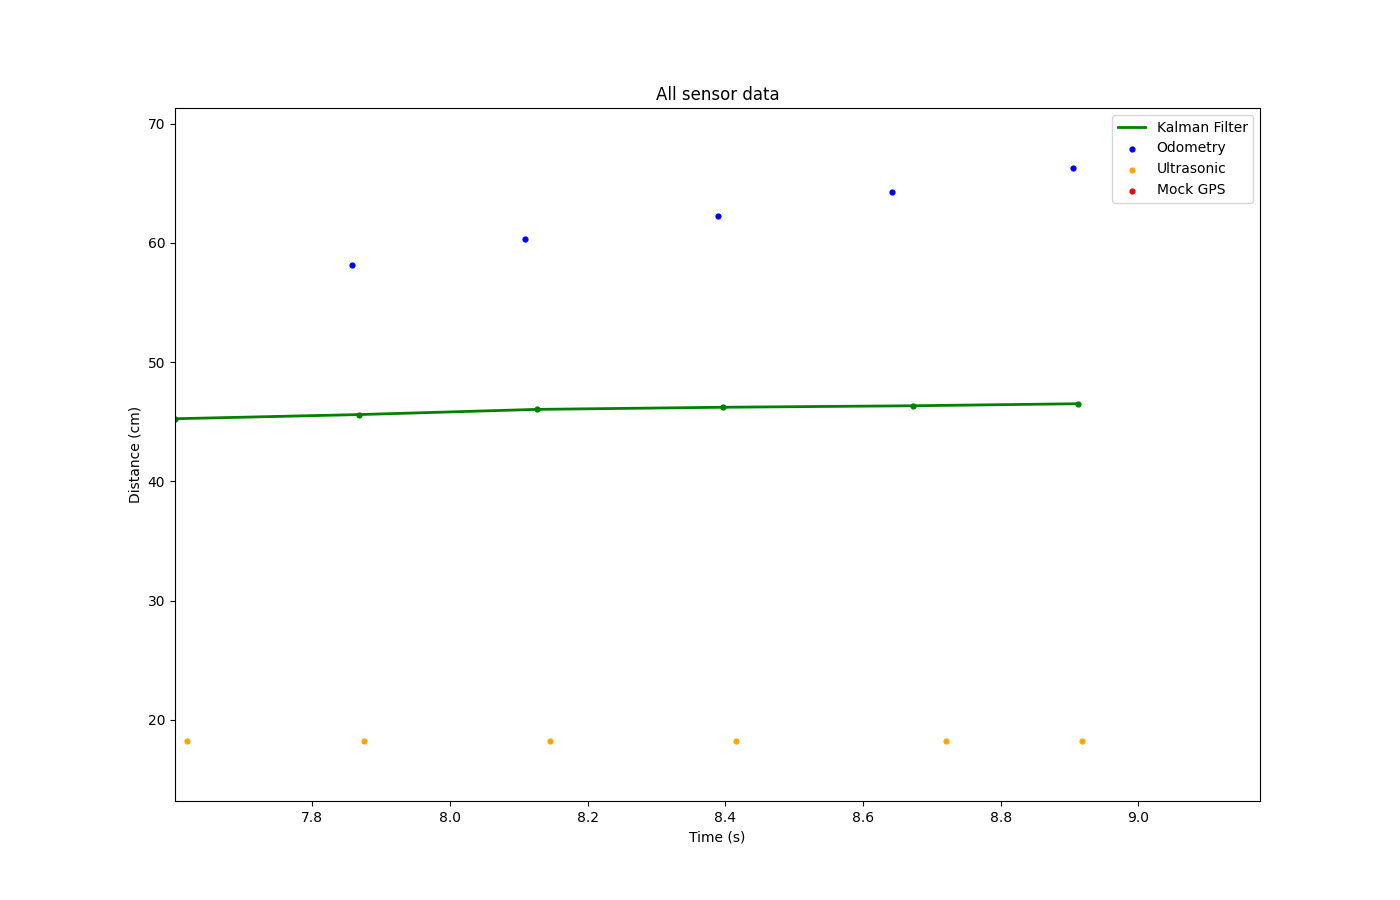 All sensor data
Kalman Filter
Odometry
Ultrasonic
Mock GPS
70
60
50
40
30
20
Distance (cm)
7.8 8.0 8.2 8.4 8.6 8.8 9.0
Time (s)